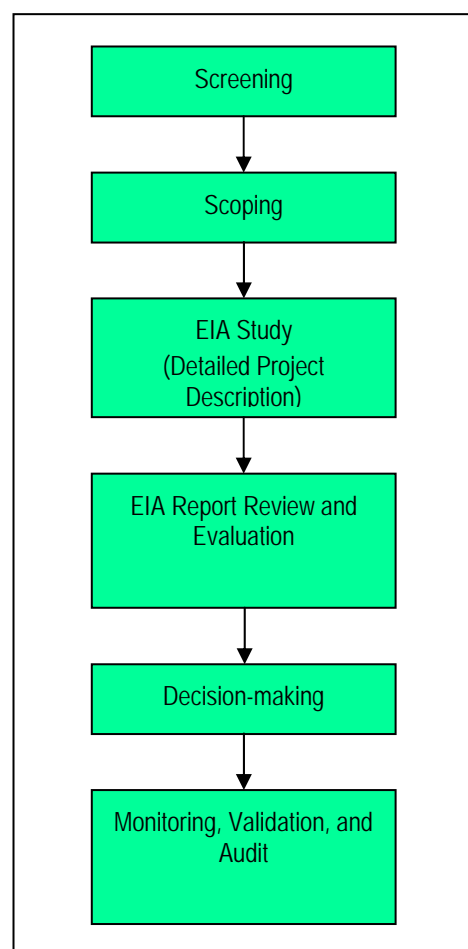 Screening
Scoping
EIA Study
(Detailed Project
Description)
EIA Report Review and
Evaluation
Decision-making
Monitoring, Validation, and
Audit